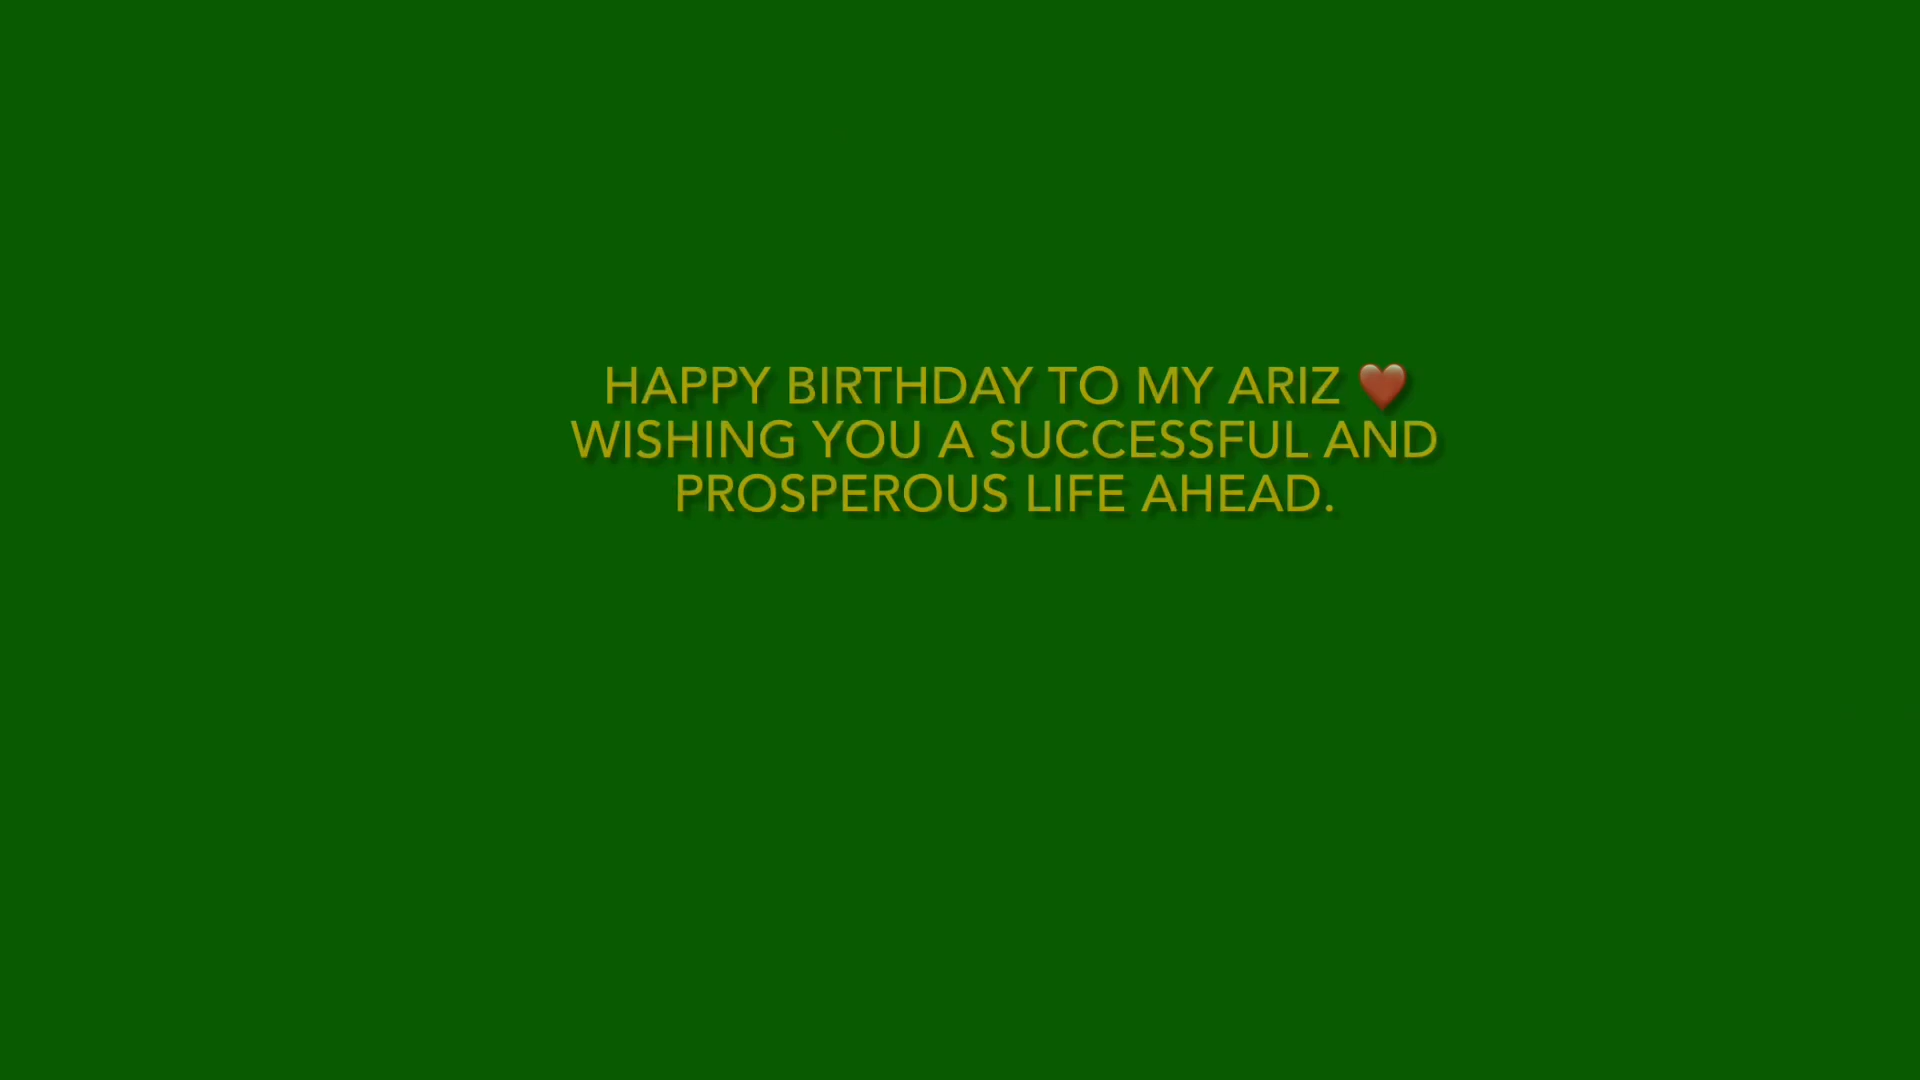 HAPPY BIRTHDAY TO MY ARIZ ❤️
WISHING YOU A SUCCESSFUL AND
PROSPEROUS LIFE AHEAD.